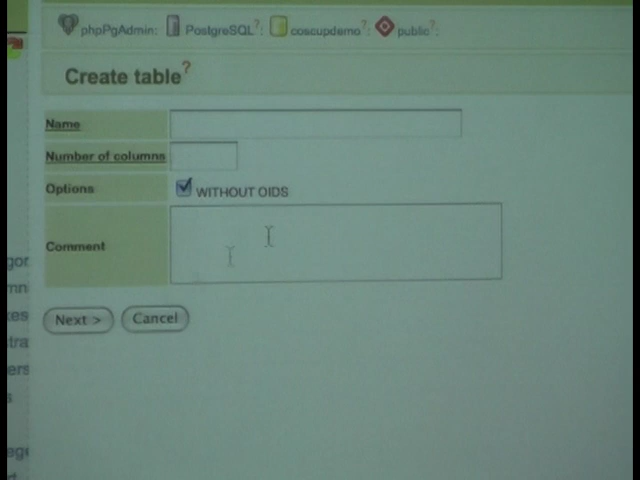 phpPgAdmin: PostgreSQL?: coscupdemo?: public?:
Create table?
Name
Number of columns
Options WITHOUT OIDS
Comment
Next > Cancel